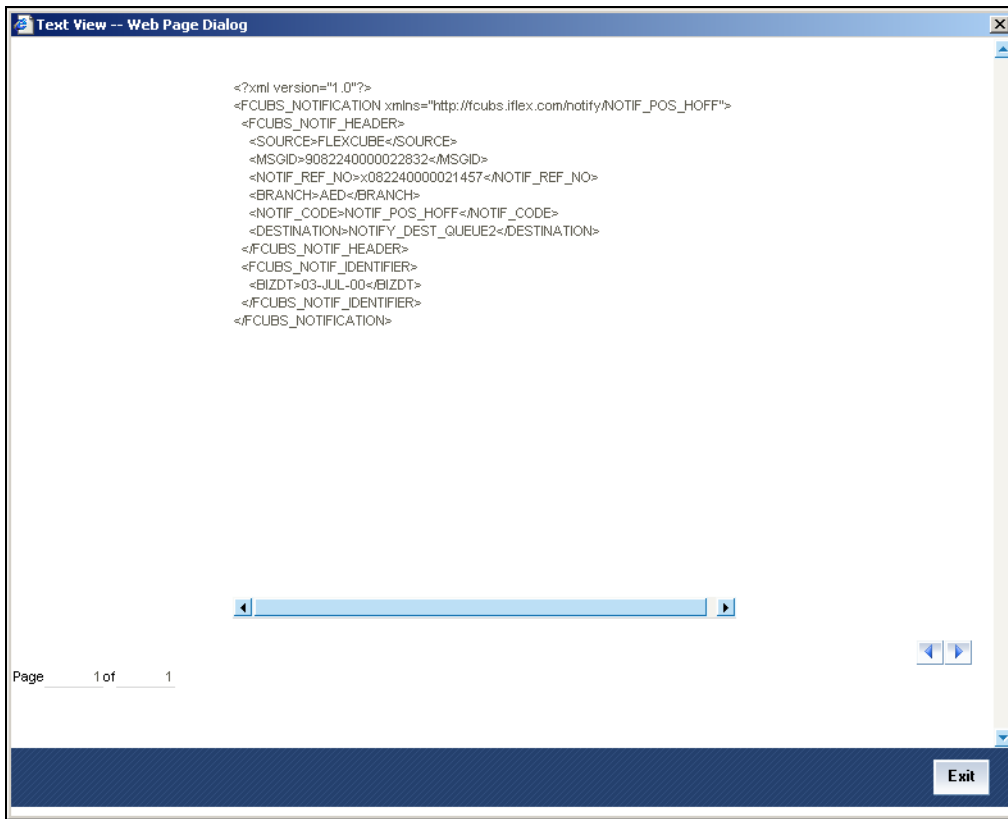 Text View -- Web Page Dialog
<?xml version="1.0"?>
<FCUBS_NOTIFICATION xmlns="http://fcubs.iflex.com/notify/NOTIF_POS_HOFF">
<FCUBS_NOTIF_HEADER>
<SOURCE>FLEXCUBE</SOURCE>
<MSGID>9082240000022832</MSGID>
<NOTIF_REF_NO>x082240000021457</NOTIF_REF_NO>
<BRANCH>AED</BRANCH>
<NOTIF_CODE>NOTIF_POS_HOFF</NOTIF_CODE>
<DESTINATION>NOTIFY_DEST_QUEUE2</DESTINATION>
</FCUBS_NOTIF_HEADER>
<FCUBS_NOTIF_IDENTIFIER>
<BIZDT>03-JUL-00</BIZDT>
</FCUBS_NOTIF_IDENTIFIER>
</FCUBS_NOTIFICATION>
Page 1 of 1
Exit